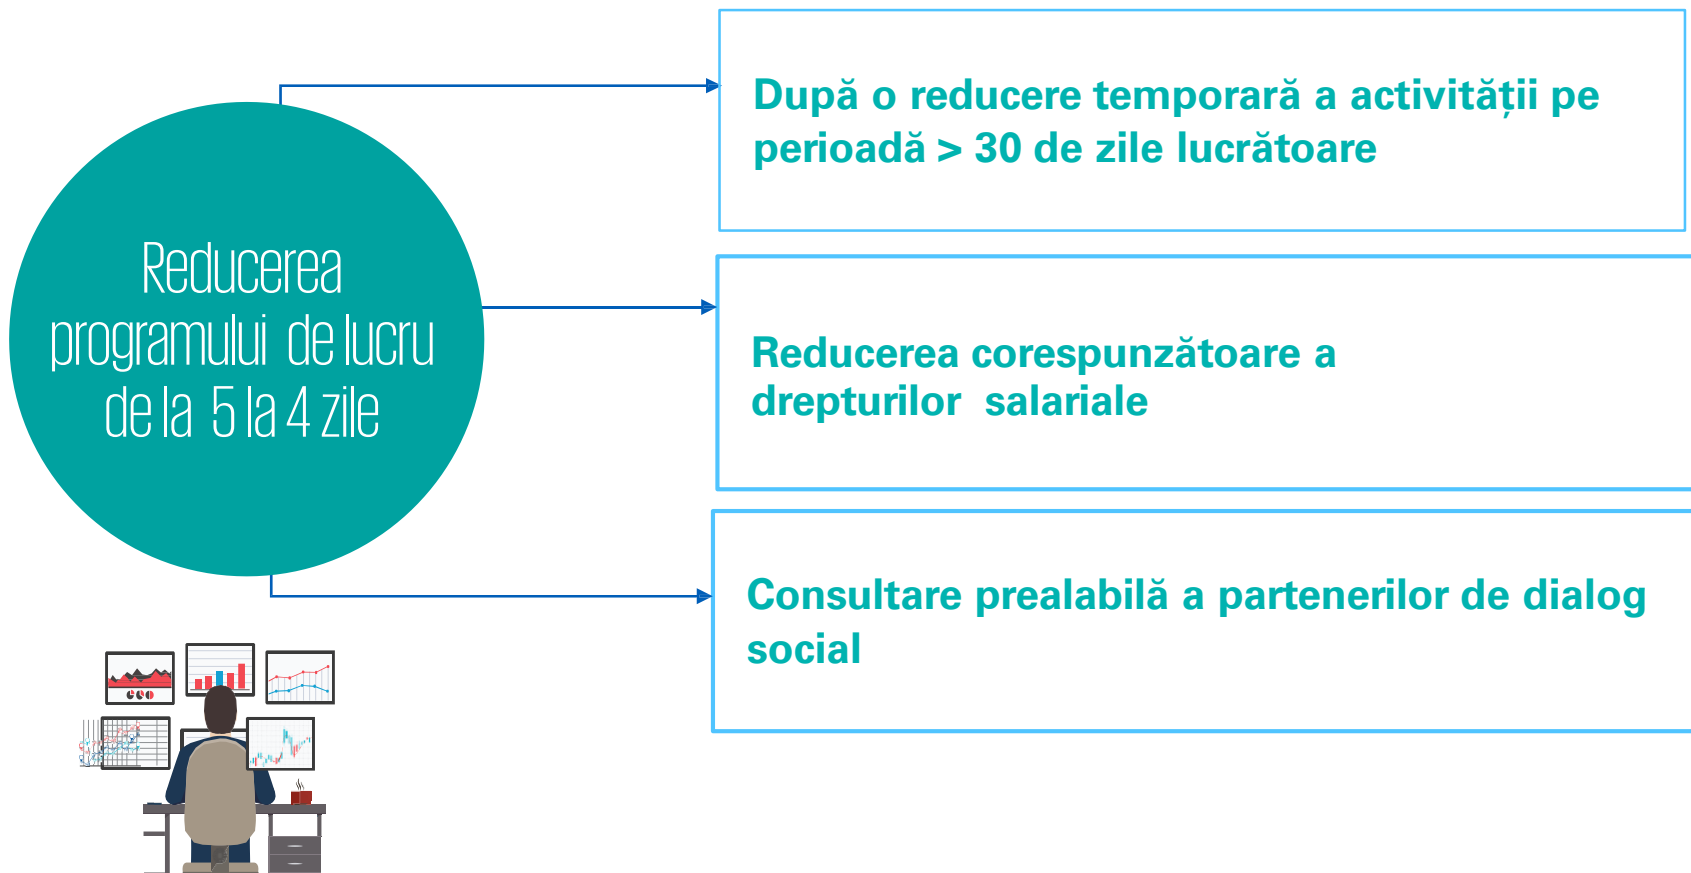 Reducerea
programului de lucru
de la 5 la 4 zile
După o reducere temporară a activității pe
perioadă > 30 de zile lucrătoare
Reducerea corespunzătoare a
drepturilor salariale
Consultare prealabilă a partenerilor de dialog
social